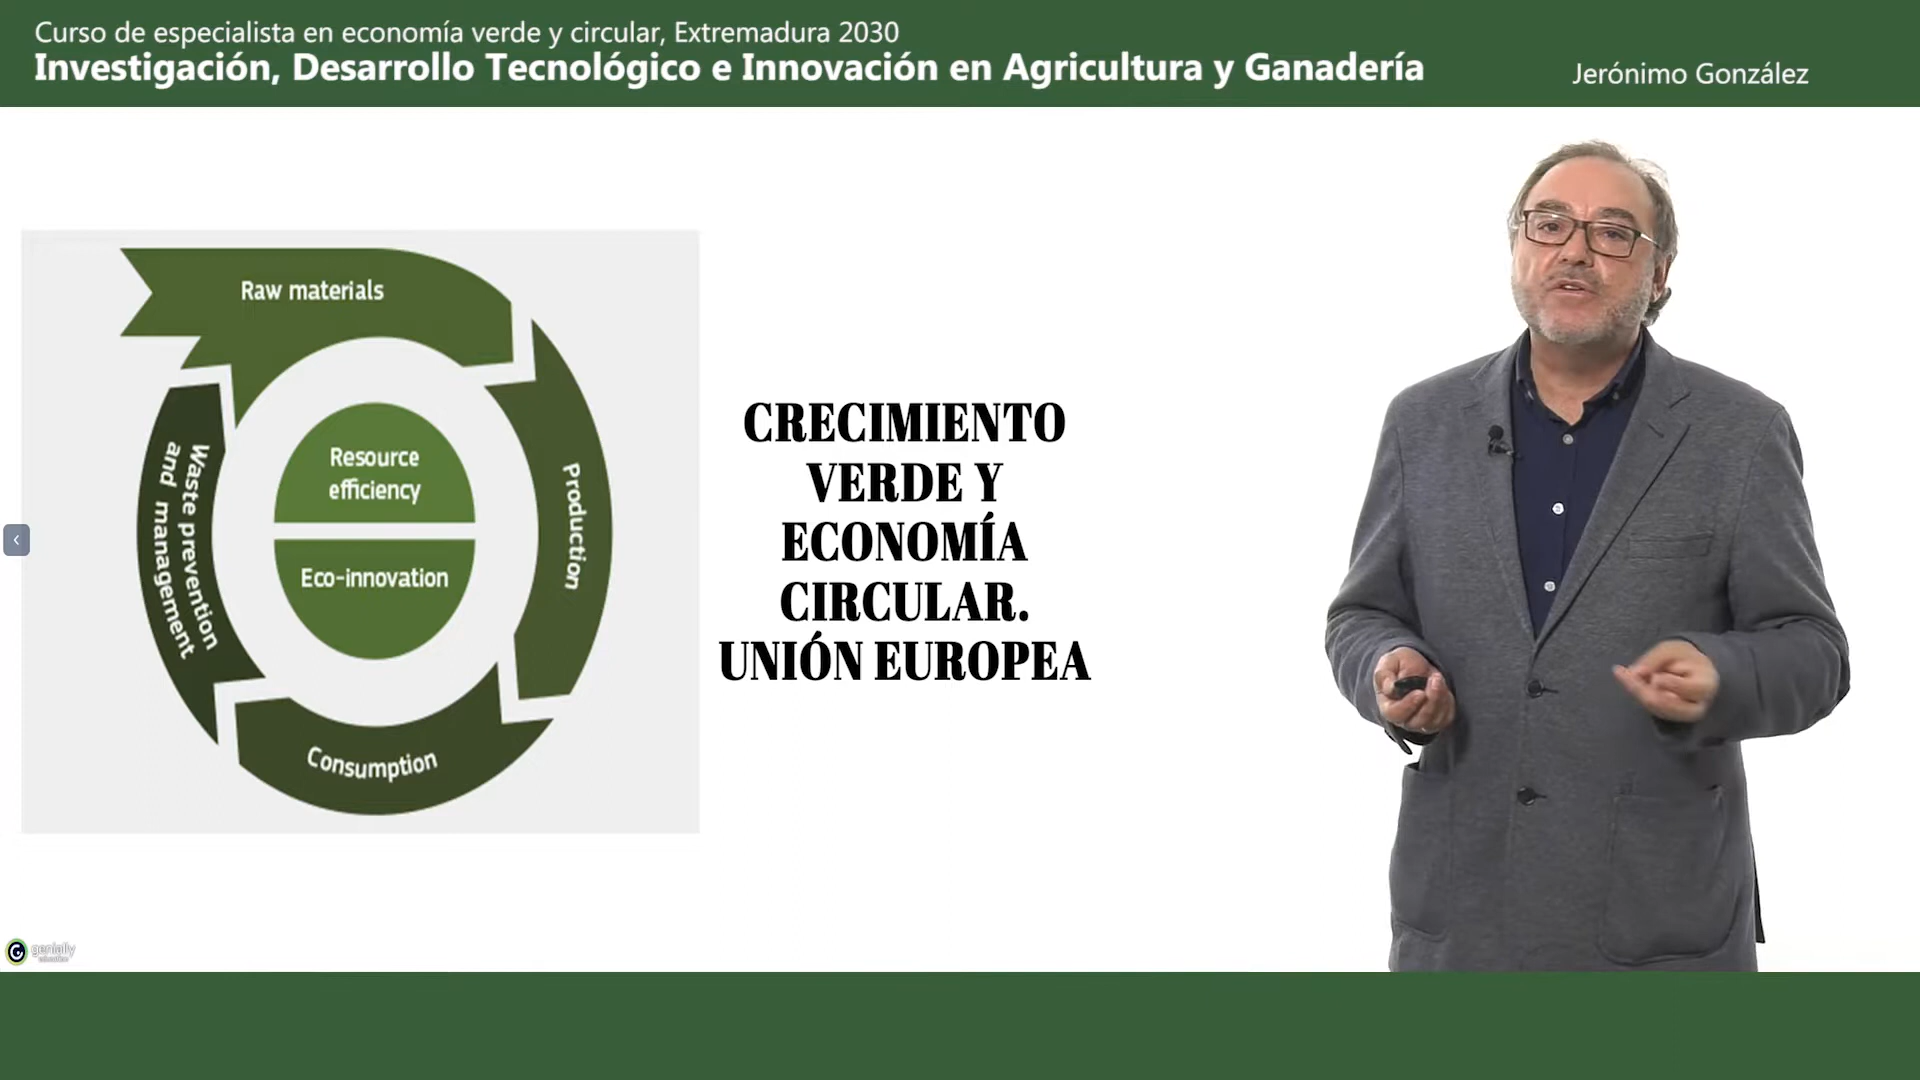 Curso de especialista en economía verde y circular, Extremadura 2030
Investigación, Desarrollo Tecnológico e Innovación en Agricultura y Ganadería
Jerónimo González
Raw materials
Production
Consumption
Waste prevention
and management
Resource
efficiency
Eco-innovation
CRECIMIENTO
VERDE Y
ECONOMÍA
CIRCULAR.
UNIÓN EUROPEA
genially
education